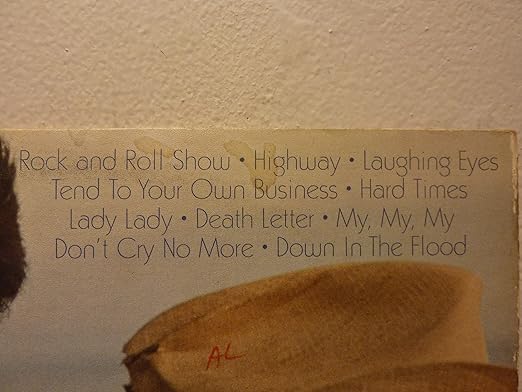 Rock and Roll Show • Highway • Laughing Eyes
Tend To Your Own Business • Hard Times
Lady Lady • Death Letter • My, My, My
Don't Cry No More • Down In The Flood
AL